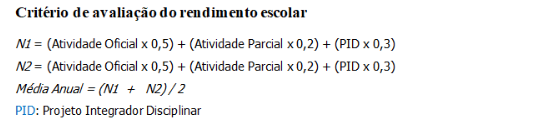 Critério de avaliação do rendimento escolar
N1 = (Atividade Oficial x 0,5) + (Atividade Parcial x 0,2) + (PID x 0,3)
N2 = (Atividade Oficial x 0,5) + (Atividade Parcial x 0,2) + (PID x 0,3)
Média Anual = (N1 + N2) / 2
PID: Projeto Integrador Disciplinar